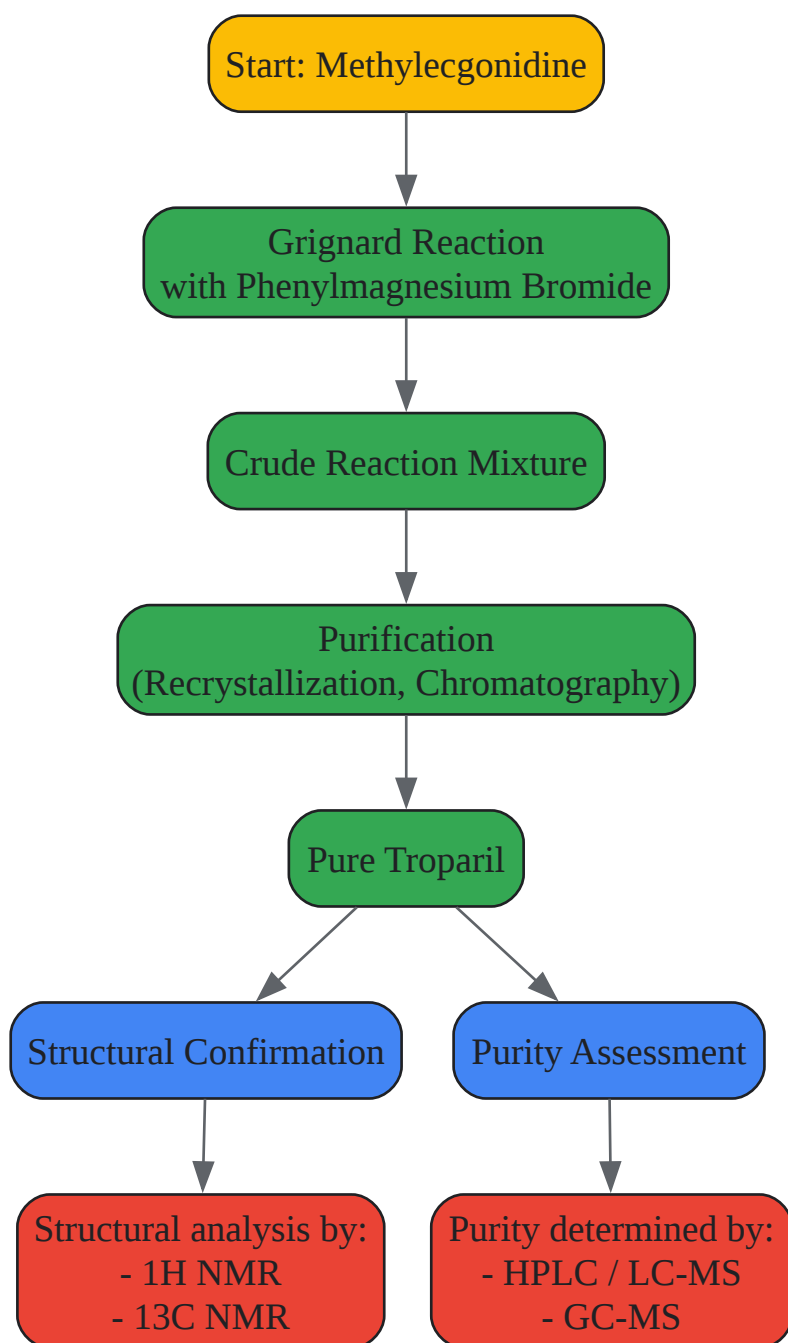 Start: Methylecgonidine
Grignard Reaction
with Phenylmagnesium Bromide
Crude Reaction Mixture
Purification
(Recrystallization, Chromatography)
Pure Troparil
Structural Confirmation
Purity Assessment
Structural analysis by:
- 1H NMR
- 13C NMR
Purity determined by:
- HPLC / LC-MS
- GC-MS